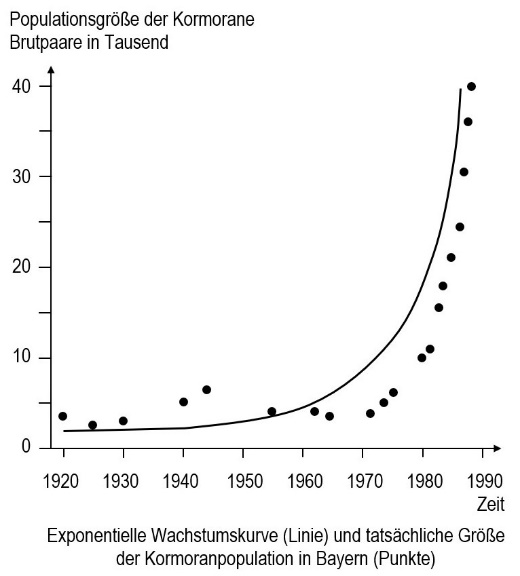 Populationsgröße der Kormorane
Brutpaare in Tausend
40
30
20
10
0
1920 1930 1940 1950 1960 1970 1980 1990
Zeit
Exponentielle Wachstumskurve (Linie) und tatsächliche Größe
der Kormoranpopulation in Bayern (Punkte)